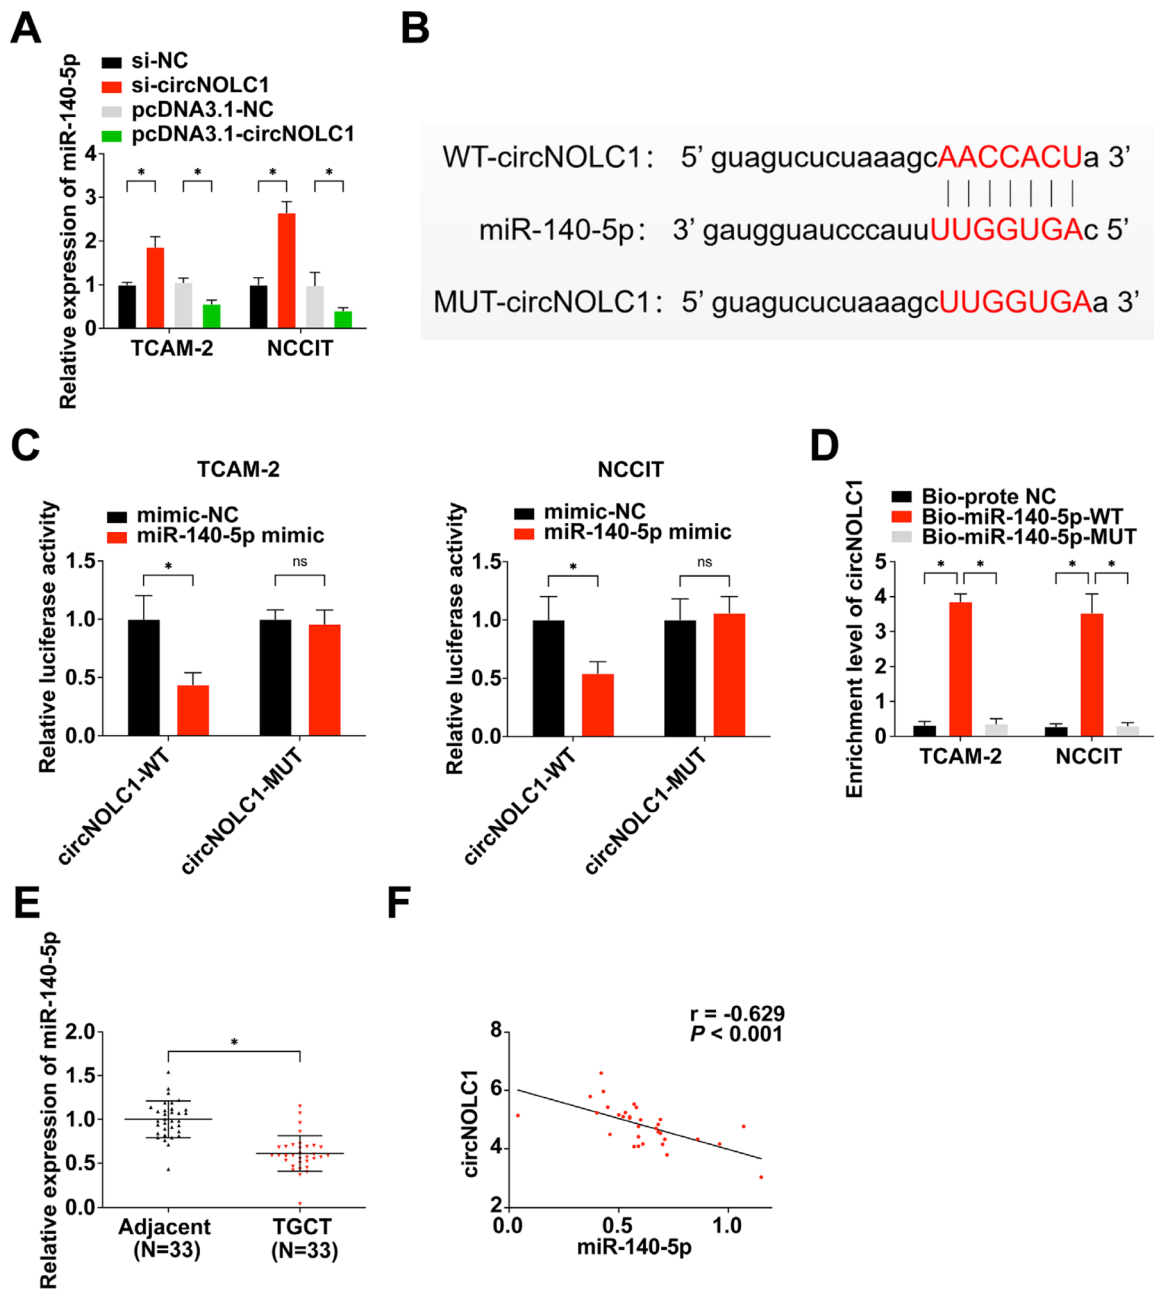 A
si-NC
si-circNOLC1
pcDNA3.1-NC
pcDNA3.1-circNOLC1
Relative expression of miR-140-5p
4
3
2
1
0
* * * *
TCAM-2 NCCIT
B
WT-circNOLC1: 5’ guagucucuaaagcAACCACUa 3’
miR-140-5p: 3’ gaugguaucccauuUUGGUGAc 5’
MUT-circNOLC1: 5’ guagucucuaaagcUUGGUGAa 3’
C
TCAM-2
mimic-NC
miR-140-5p mimic
Relative luciferase activity
1.5
1.0
0.5
0.0
* ns
circNOLC1-WT
circNOLC1-MUT
NCCIT
mimic-NC
miR-140-5p mimic
Relative luciferase activity
1.5
1.0
0.5
0.0
* ns
circNOLC1-WT
circNOLC1-MUT
D
Bio-prote NC
Bio-miR-140-5p-WT
Bio-miR-140-5p-MUT
Enrichment level of circNOLC1
5
4
3
2
1
0
* * * *
TCAM-2 NCCIT
E
Relative expression of miR-140-5p
2.0
1.5
1.0
0.5
0.0
*
Adjacent TGCT
(N=33) (N=33)
F
r = -0.629
P < 0.001
circNOLC1
8
6
4
2
0.0 0.5 1.0
miR-140-5p